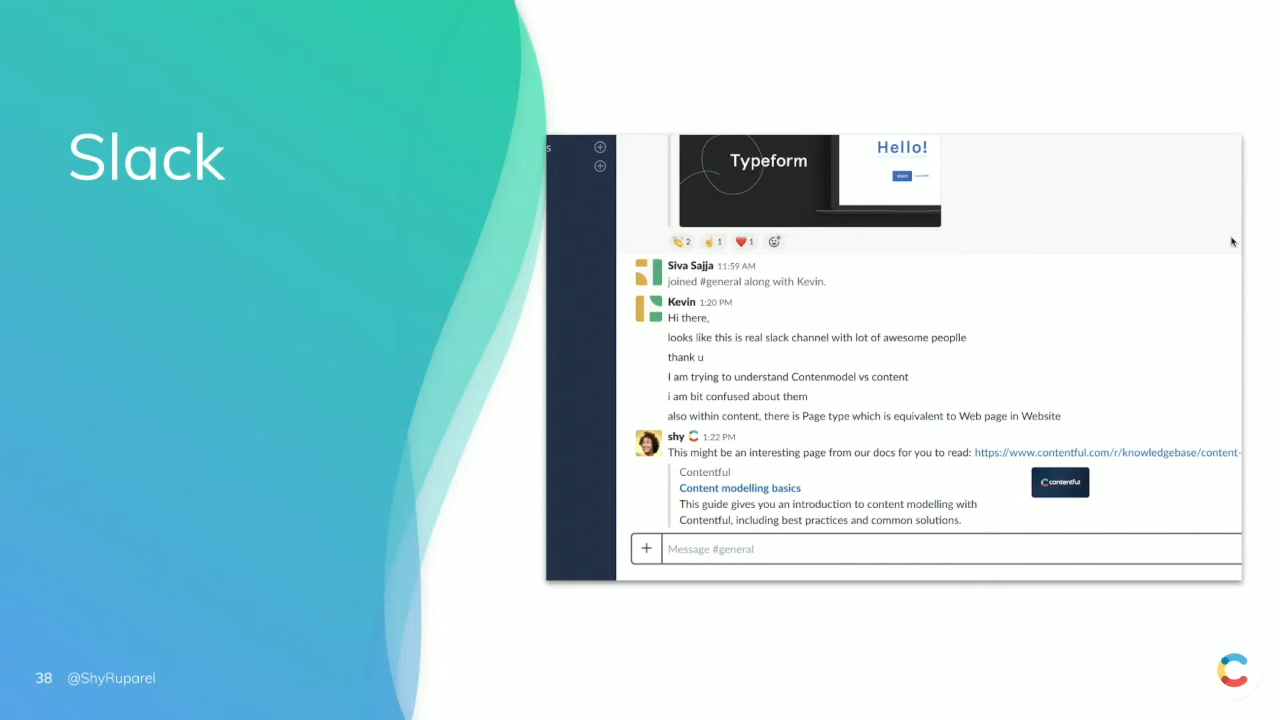 Slack
s
Typeform
Hello!
start
2 1 1
Siva Sajja 11:59 AM
joined #general along with Kevin.
Kevin 1:20 PM
Hi there,
looks like this is real slack channel with lot of awesome peoplle
thank u
I am trying to understand Contenmodel vs content
i am bit confused about them
also within content, there is Page type which is equivalent to Web page in Website
shy 1:22 PM
This might be an interesting page from our docs for you to read: https://www.contentful.com/r/knowledgebase/content-
Contentful
Content modelling basics
contentful
This guide gives you an introduction to content modelling with
Contentful, including best practices and common solutions.
Message #general
38 @ShyRuparel